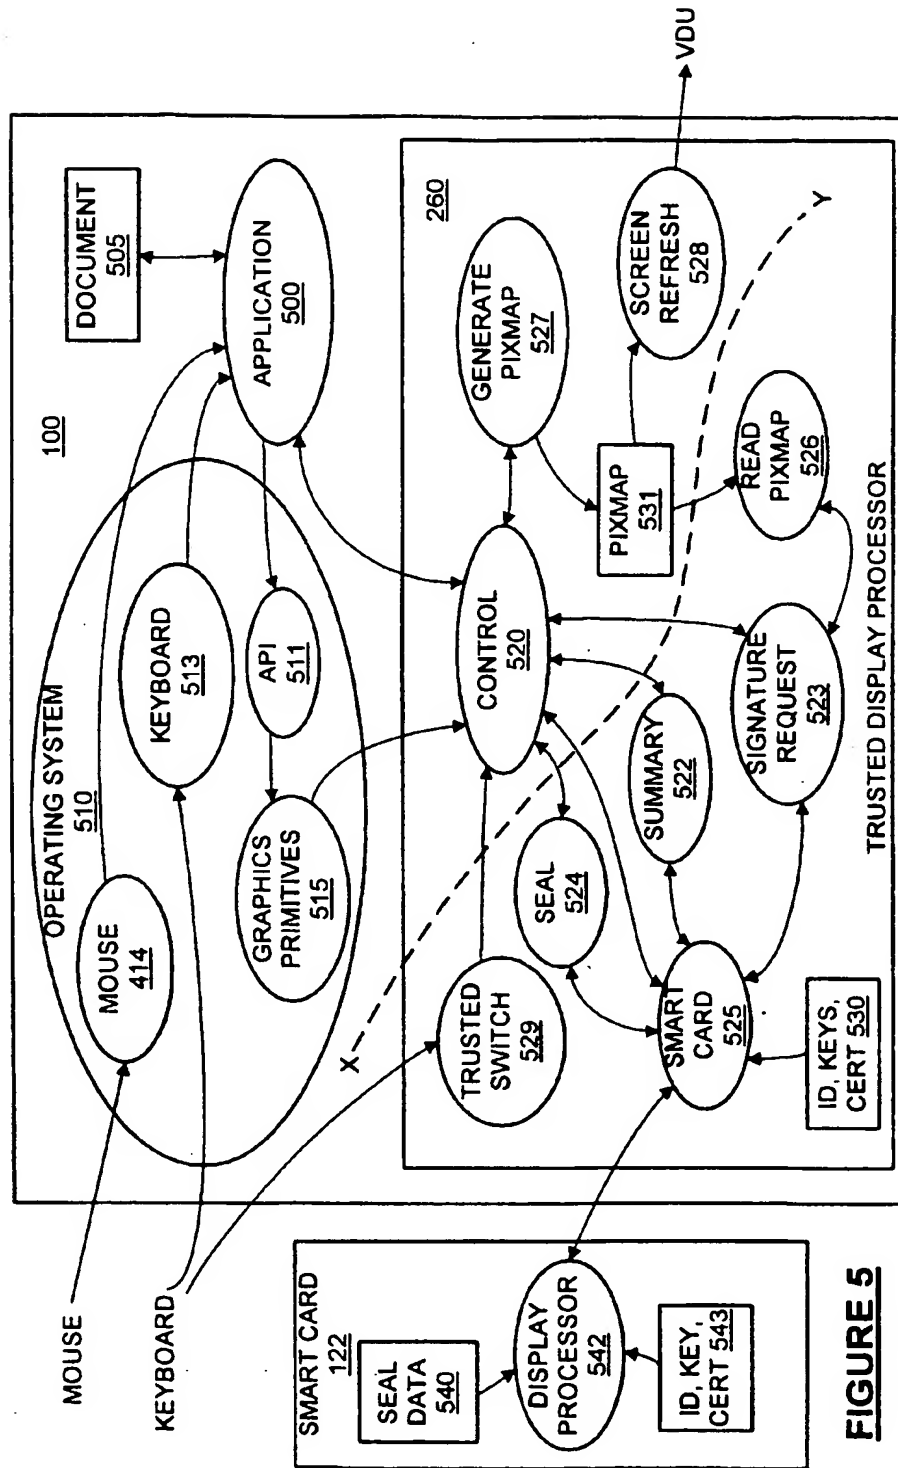 MOUSE
KEYBOARD
100
OPERATING SYSTEM
510
MOUSE
414
KEYBOARD
513
API
511
GRAPHICS
PRIMITIVES
515
DOCUMENT
505
APPLICATION
500
SMART CARD
122
SEAL
DATA
540
DISPLAY
PROCESSOR
542
ID, KEY,
CERT 543
X
260
TRUSTED
SWITCH
529
CONTROL
520
GENERATE
PIXMAP
527
SEAL
524
PIXMAP
531
SCREEN
REFRESH
528
VDU
SMART
CARD
525
SUMMARY
522
SIGNATURE
REQUEST
523
READ
PIXMAP
526
Y
ID, KEYS,
CERT 530
TRUSTED DISPLAY PROCESSOR
FIGURE 5